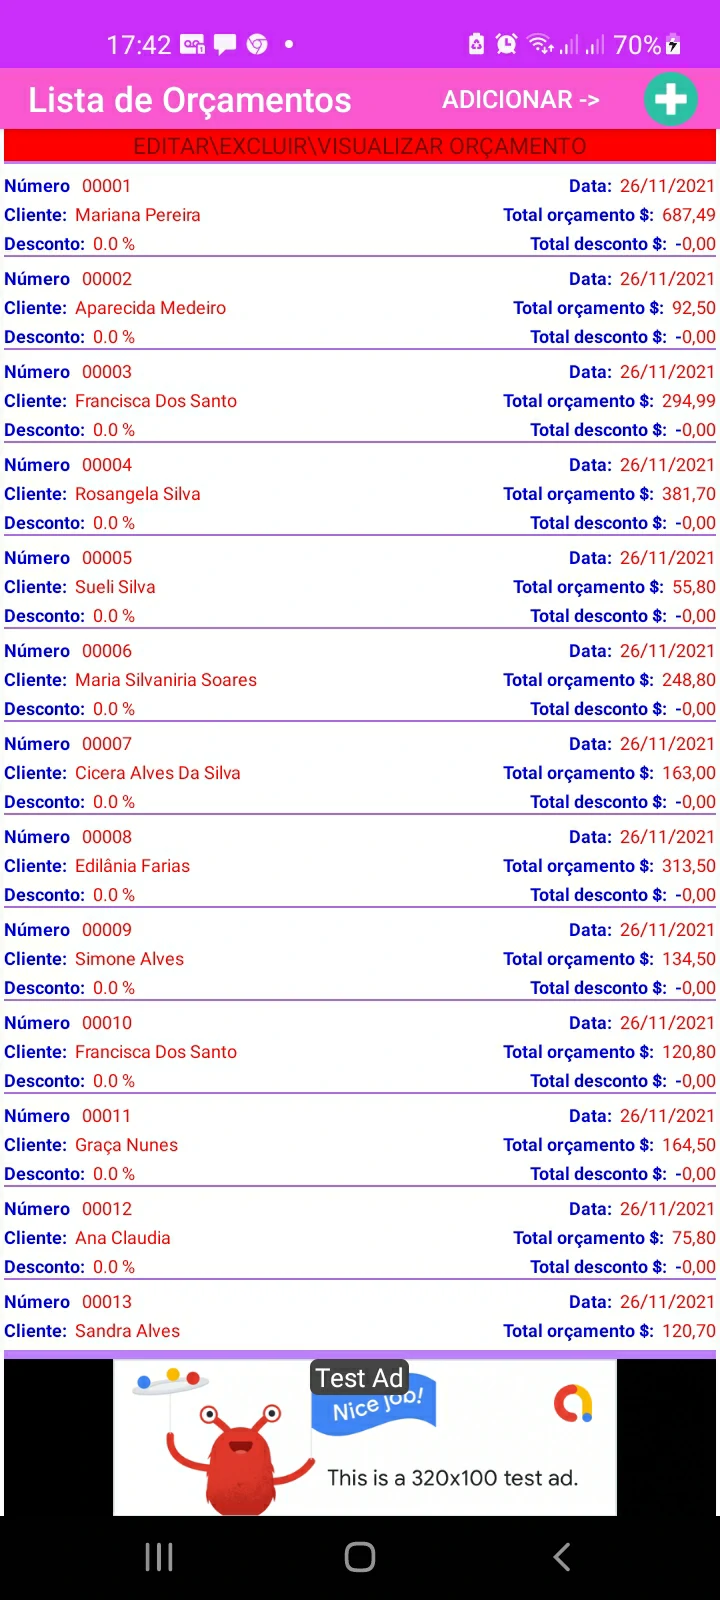 17:42 70%
Lista de Orçamentos ADICIONAR ->
EDITAR\EXCLUIR\VISUALIZAR ORÇAMENTO
Número 00001 Data: 26/11/2021
Cliente: Mariana Pereira Total orçamento $: 687,49
Desconto: 0.0 % Total desconto $: -0,00
Número 00002 Data: 26/11/2021
Cliente: Aparecida Medeiro Total orçamento $: 92,50
Desconto: 0.0 % Total desconto $: -0,00
Número 00003 Data: 26/11/2021
Cliente: Francisca Dos Santo Total orçamento $: 294,99
Desconto: 0.0 % Total desconto $: -0,00
Número 00004 Data: 26/11/2021
Cliente: Rosangela Silva Total orçamento $: 381,70
Desconto: 0.0 % Total desconto $: -0,00
Número 00005 Data: 26/11/2021
Cliente: Sueli Silva Total orçamento $: 55,80
Desconto: 0.0 % Total desconto $: -0,00
Número 00006 Data: 26/11/2021
Cliente: Maria Silvaniria Soares Total orçamento $: 248,80
Desconto: 0.0 % Total desconto $: -0,00
Número 00007 Data: 26/11/2021
Cliente: Cicera Alves Da Silva Total orçamento $: 163,00
Desconto: 0.0 % Total desconto $: -0,00
Número 00008 Data: 26/11/2021
Cliente: Edilânia Farias Total orçamento $: 313,50
Desconto: 0.0 % Total desconto $: -0,00
Número 00009 Data: 26/11/2021
Cliente: Simone Alves Total orçamento $: 134,50
Desconto: 0.0 % Total desconto $: -0,00
Número 00010 Data: 26/11/2021
Cliente: Francisca Dos Santo Total orçamento $: 120,80
Desconto: 0.0 % Total desconto $: -0,00
Número 00011 Data: 26/11/2021
Cliente: Graça Nunes Total orçamento $: 164,50
Desconto: 0.0 % Total desconto $: -0,00
Número 00012 Data: 26/11/2021
Cliente: Ana Claudia Total orçamento $: 75,80
Desconto: 0.0 % Total desconto $: -0,00
Número 00013 Data: 26/11/2021
Cliente: Sandra Alves Total orçamento $: 120,70
Test Ad
Nice job!
This is a 320x100 test ad.